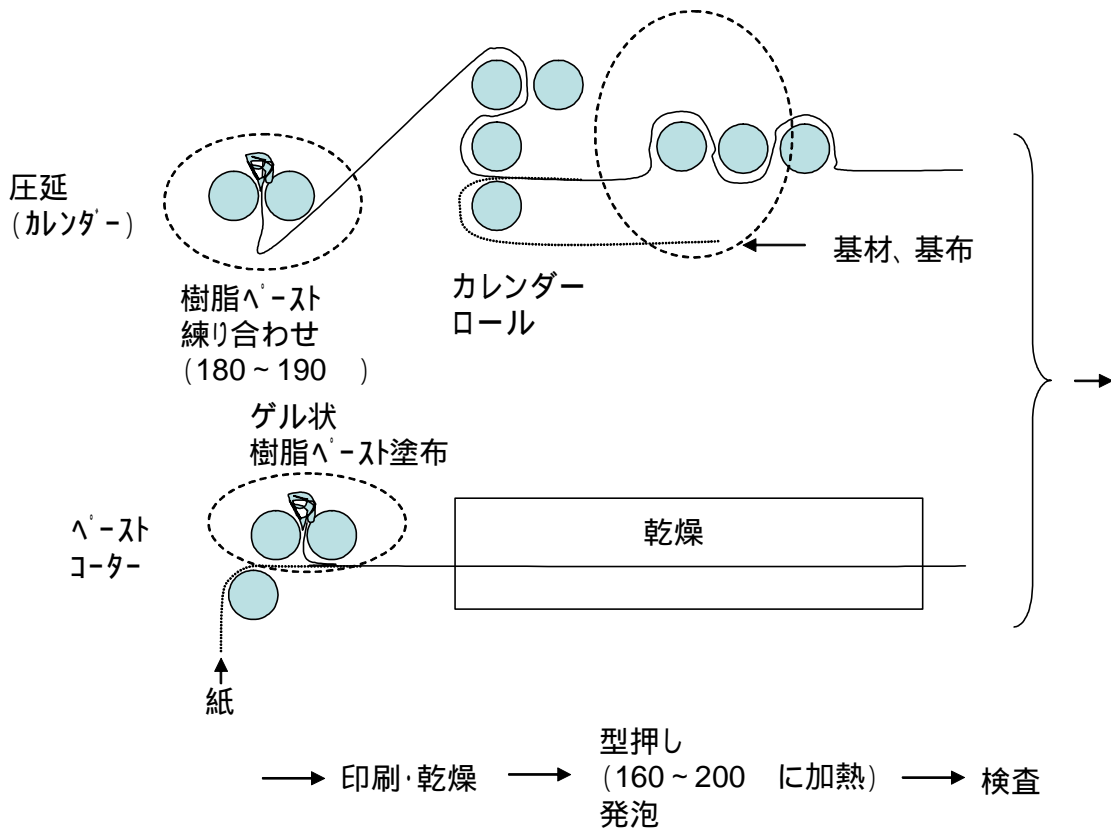 圧延
(カレンダー)
樹脂ペースト
練り合わせ
(180~190　)
カレンダー
ロール
基材、基布
ゲル状
樹脂ペースト塗布
ペースト
コーター
乾燥
紙
印刷・乾燥
型押し
(160~200　に加熱)
発泡
検査